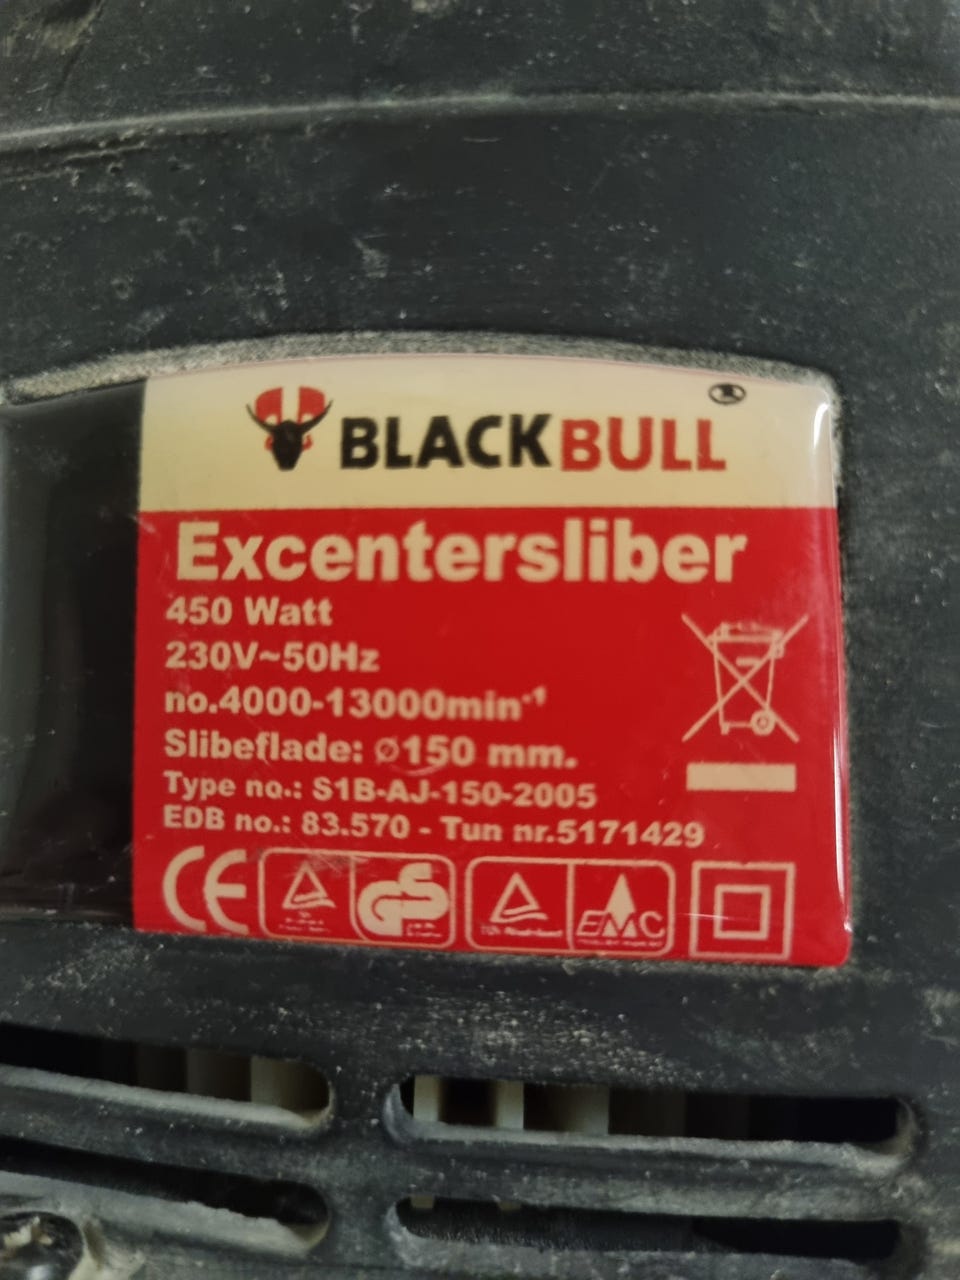 BLACKBULL
Excentersliber
450 Watt
230V~50Hz
no.4000-13000min⁻¹
Slibeflade: ø150 mm.
Type no.: S1B-AJ-150-2005
EDB no.: 83.570 - Tun nr.5171429
CE GS EMC